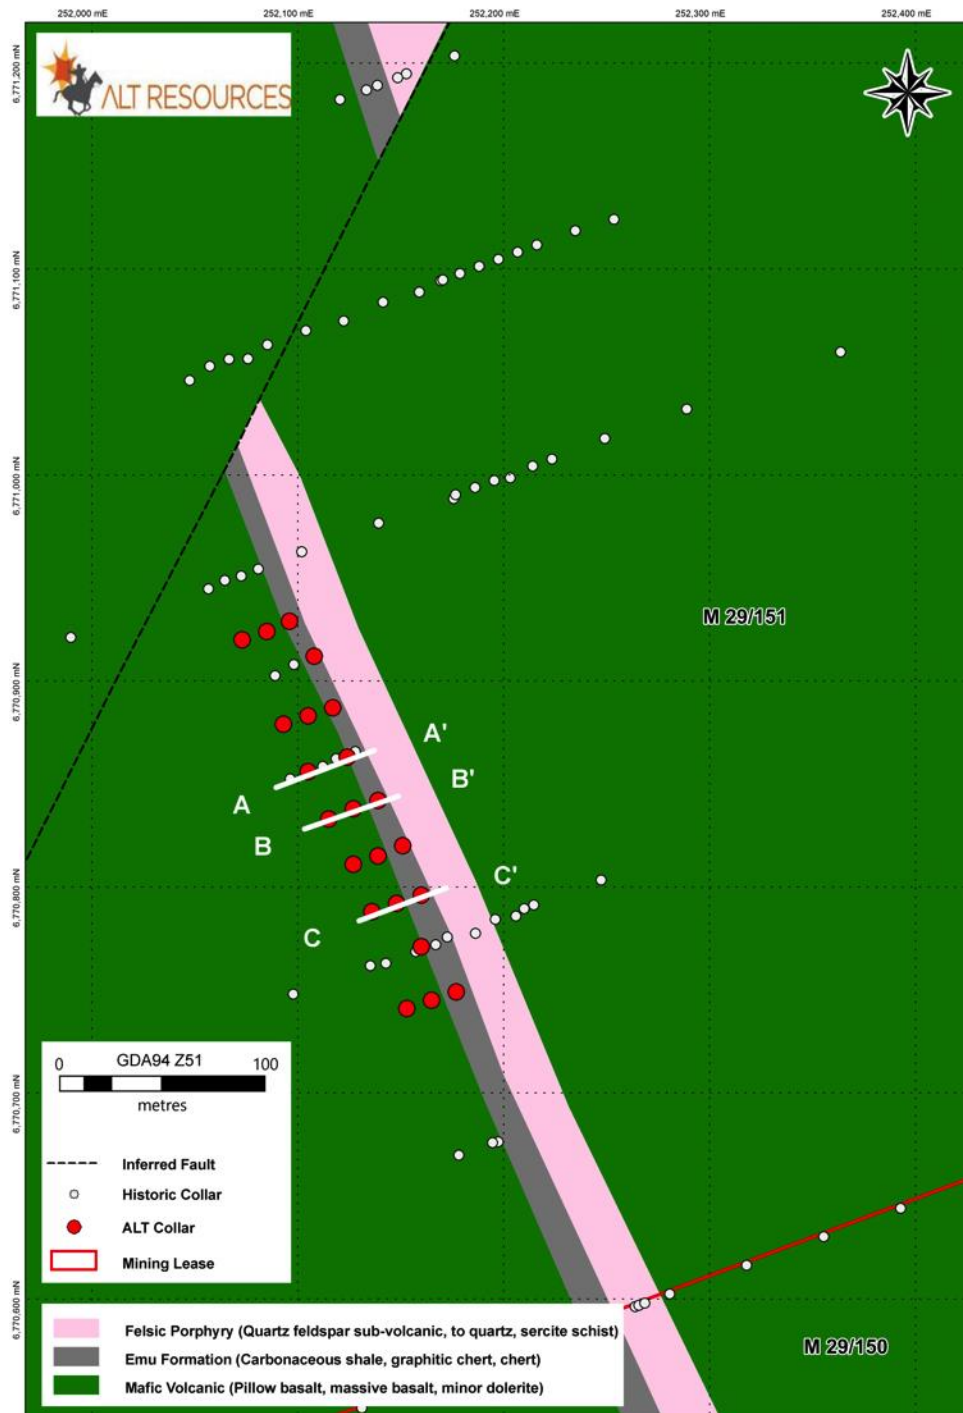 252,000 mE
252,100 mE
252,200 mE
252,300 mE
252,400 mE
6,771,200 mN
6,771,100 mN
6,771,000 mN
6,770,900 mN
6,770,800 mN
6,770,700 mN
6,770,600 mN
ALT RESOURCES
M 29/151
A'
B'
A
B
C'
C
0 GDA94 Z51 100
metres
Inferred Fault
Historic Collar
ALT Collar
Mining Lease
Felsic Porphyry (Quartz feldspar sub-volcanic, to quartz, sercite schist)
Emu Formation (Carbonaceous shale, graphitic chert, chert)
Mafic Volcanic (Pillow basalt, massive basalt, minor dolerite)
M 29/150